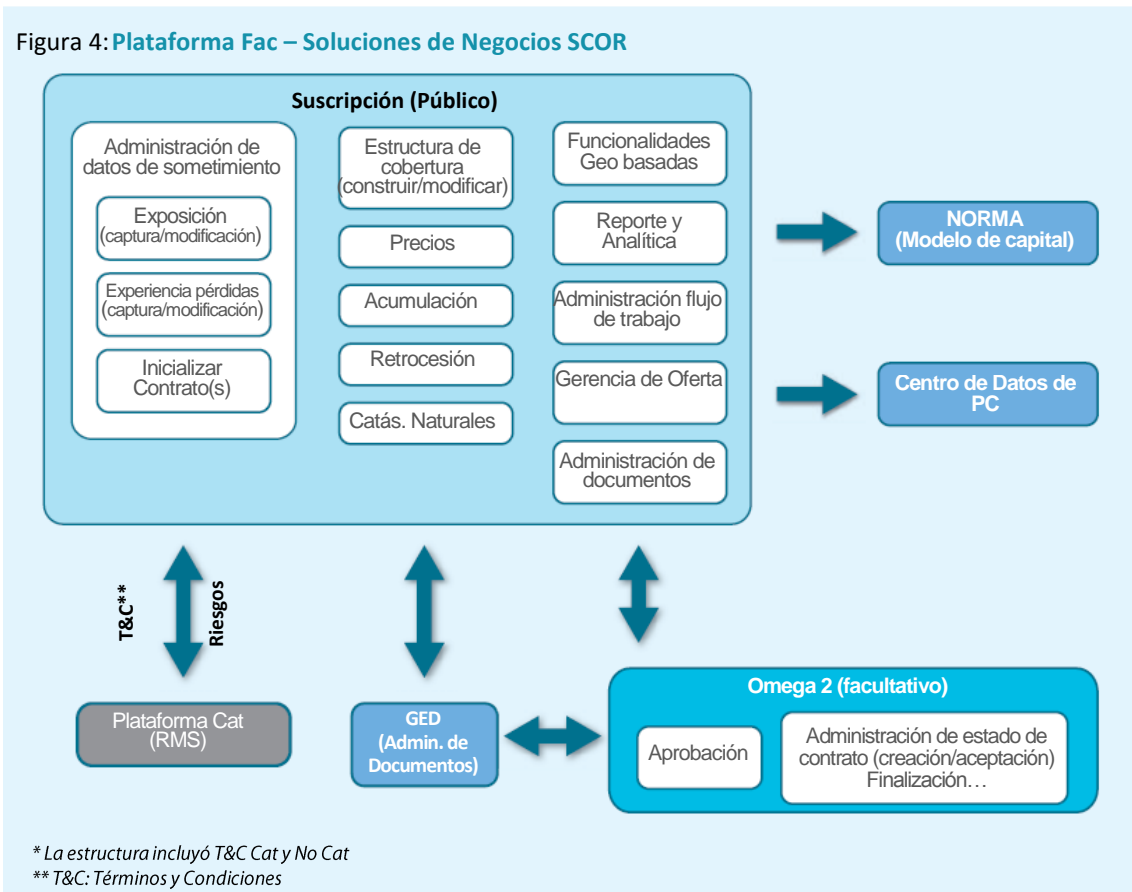 Figura 4: Plataforma Fac – Soluciones de Negocios SCOR
Suscripción (Público)
Administración de
datos de sometimiento
Exposición
(captura/modificación)
Experiencia pérdidas
(captura/modificación)
Inicializar
Contrato(s)
Estructura de
cobertura
(construir/modificar)
Precios
Acumulación
Retrocesión
Catás. Naturales
Funcionalidades
Geo basadas
Reporte y
Analítica
Administración flujo
de trabajo
Gerencia de Oferta
Administración de
documentos
NORMA
(Modelo de capital)
Centro de Datos de
PC
T&C**
Riesgos
Plataforma Cat
(RMS)
GED
(Admin. de
Documentos)
Omega 2 (facultativo)
Aprobación
Administración de estado de
contrato (creación/aceptación)
Finalización…
* La estructura incluyó T&C Cat y No Cat
** T&C: Términos y Condiciones